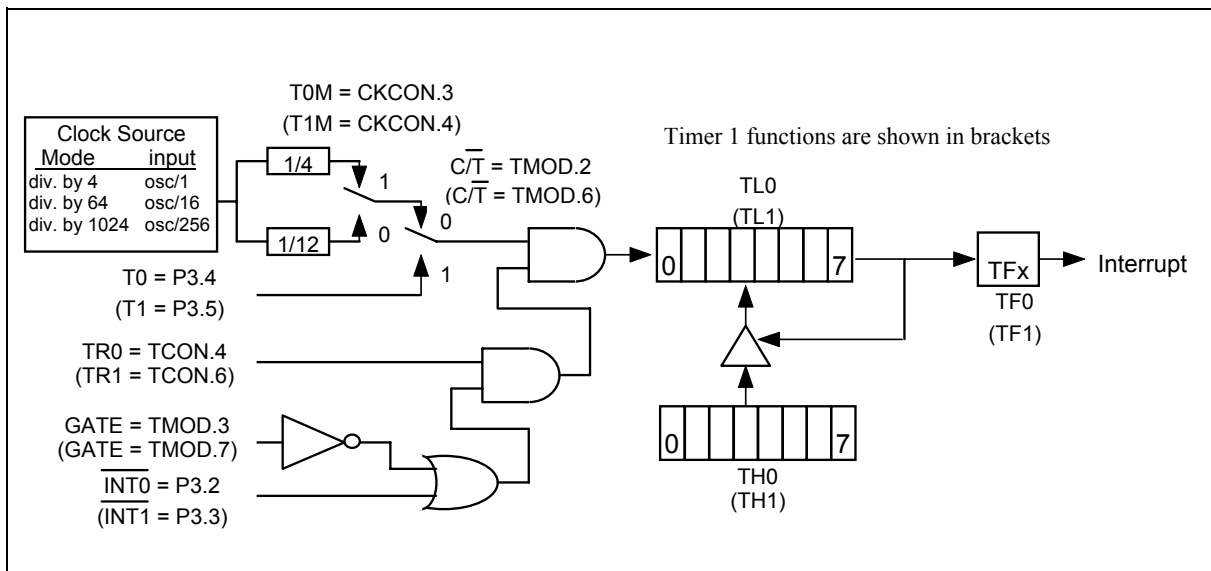 T0M = CKCON.3
(T1M = CKCON.4)
Clock Source
Mode input
div. by 4 osc/1
div. by 64 osc/16
div. by 1024 osc/256
1/4
1/12
1
0
C/T̅ = TMOD.2
(C/T̅ = TMOD.6)
0
1
T0 = P3.4
(T1 = P3.5)
TR0 = TCON.4
(TR1 = TCON.6)
GATE = TMOD.3
(GATE = TMOD.7)
I̅N̅T̅0̅ = P3.2
(I̅N̅T̅1̅ = P3.3)
Timer 1 functions are shown in brackets
TL0
(TL1)
0 7
TFx
Interrupt
TF0
(TF1)
0 7
TH0
(TH1)